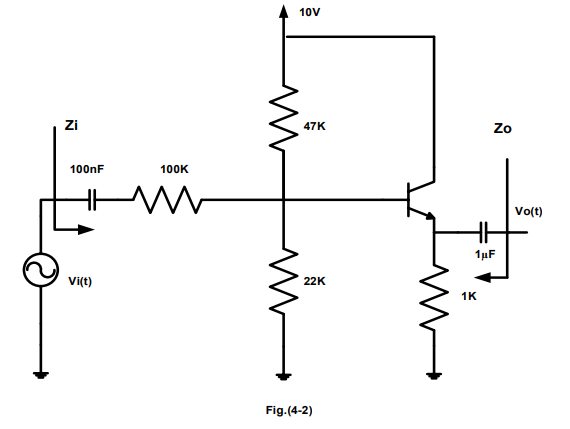 10V
Zi
47K
Zo
100nF
100K
Vo(t)
1µF
Vi(t)
22K
1K
Fig.(4-2)